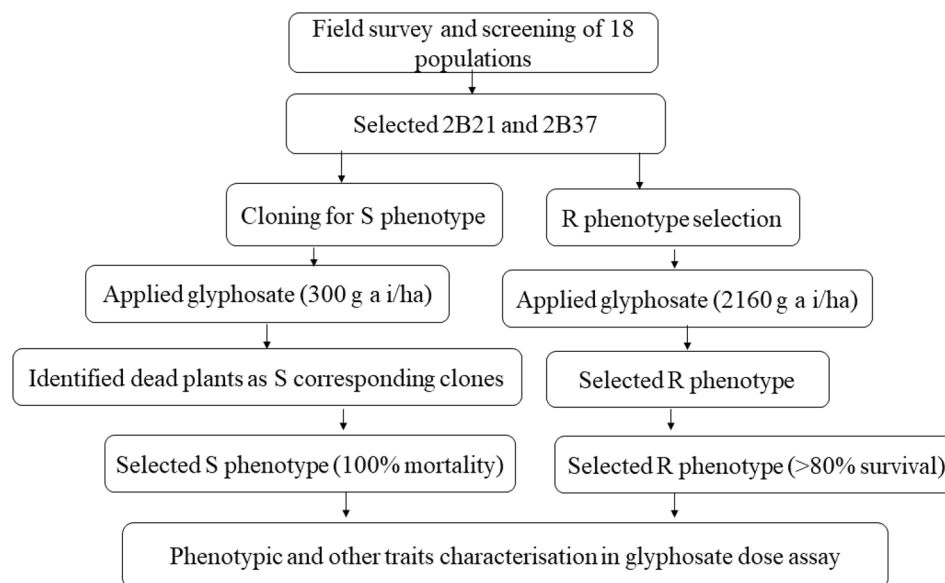 Field survey and screening of 18
populations
Selected 2B21 and 2B37
Cloning for S phenotype
R phenotype selection
Applied glyphosate (300 g a i/ha)
Applied glyphosate (2160 g a i/ha)
Identified dead plants as S corresponding clones
Selected R phenotype
Selected S phenotype (100% mortality)
Selected R phenotype (>80% survival)
Phenotypic and other traits characterisation in glyphosate dose assay